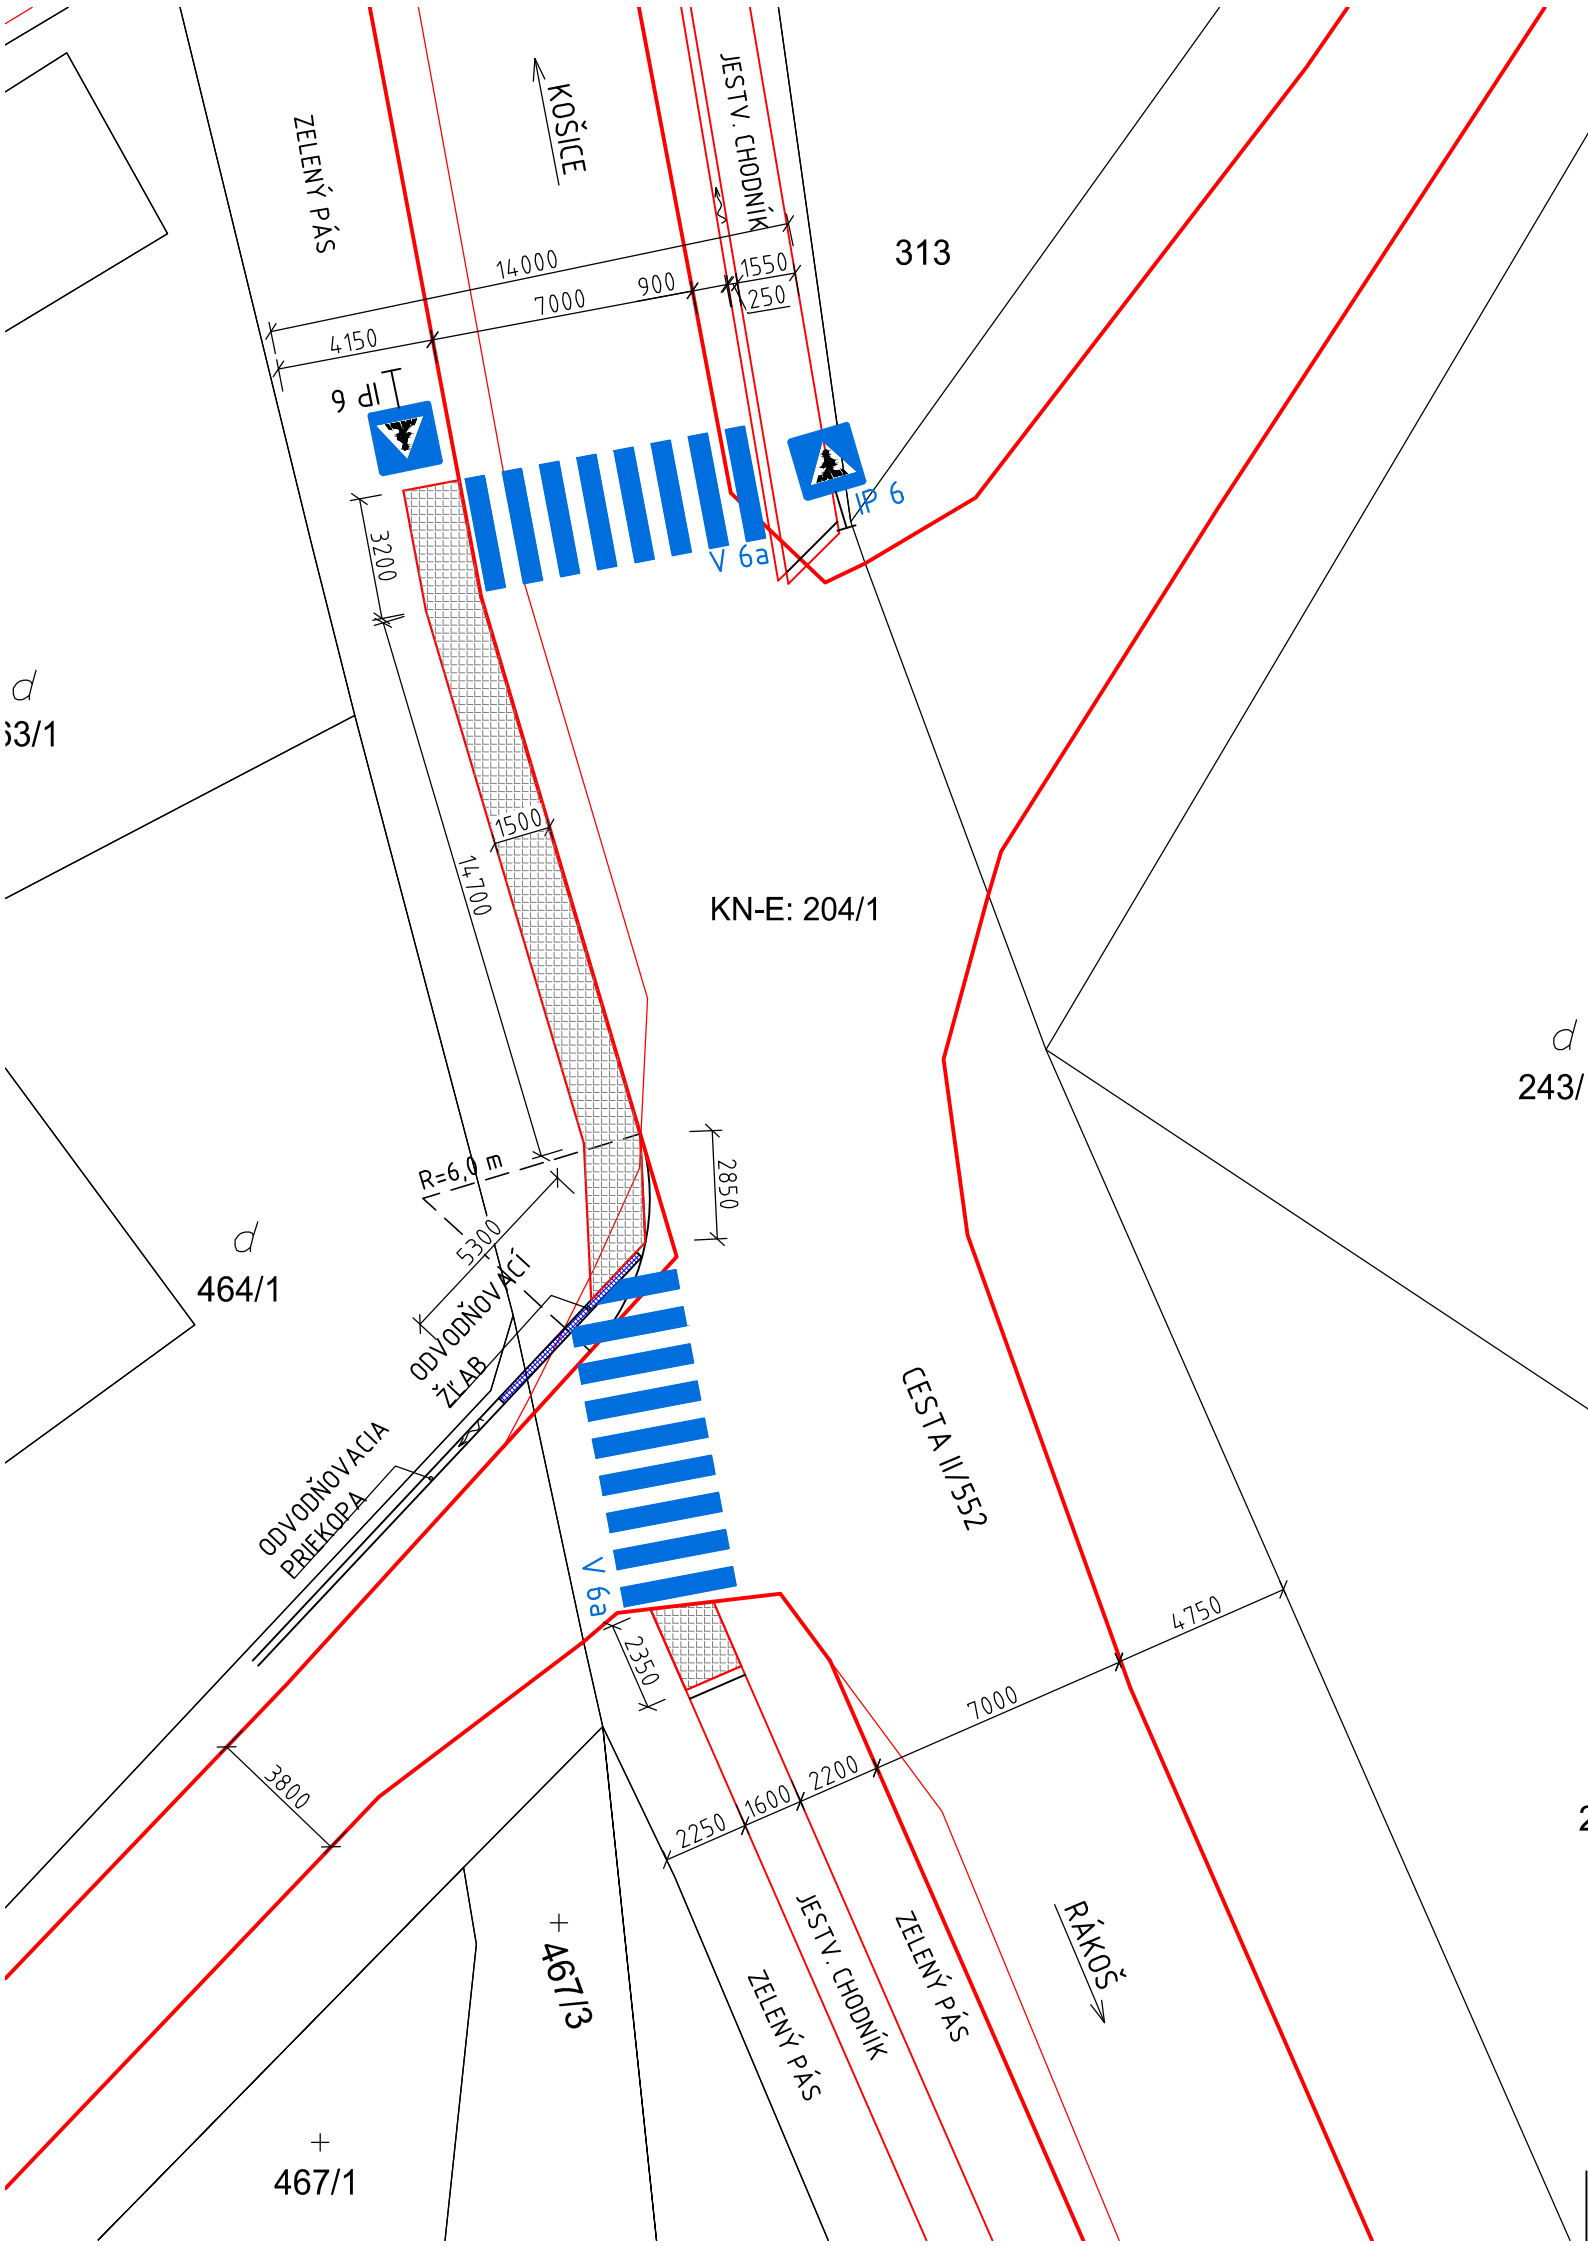 ZELENÝ PÁS
KOŠICE
JESTV. CHODNÍK
313
14000
4150
7000
900
1550
250
IP 6
IP 6
V 6a
3200
1500
14700
KN-E: 204/1
d
63/1
d
243/
R=6,0 m
2850
5300
d
464/1
ODVODŇOVACÍ
ŽĽAB
ODVODŇOVACIA
PRIEKOPA
CESTA II/552
V 6a
2350
4750
7000
2200
1600
2250
3800
RÁKOŠ
JESTV. CHODNÍK
ZELENÝ PÁS
ZELENÝ PÁS
+
467/3
+
467/1